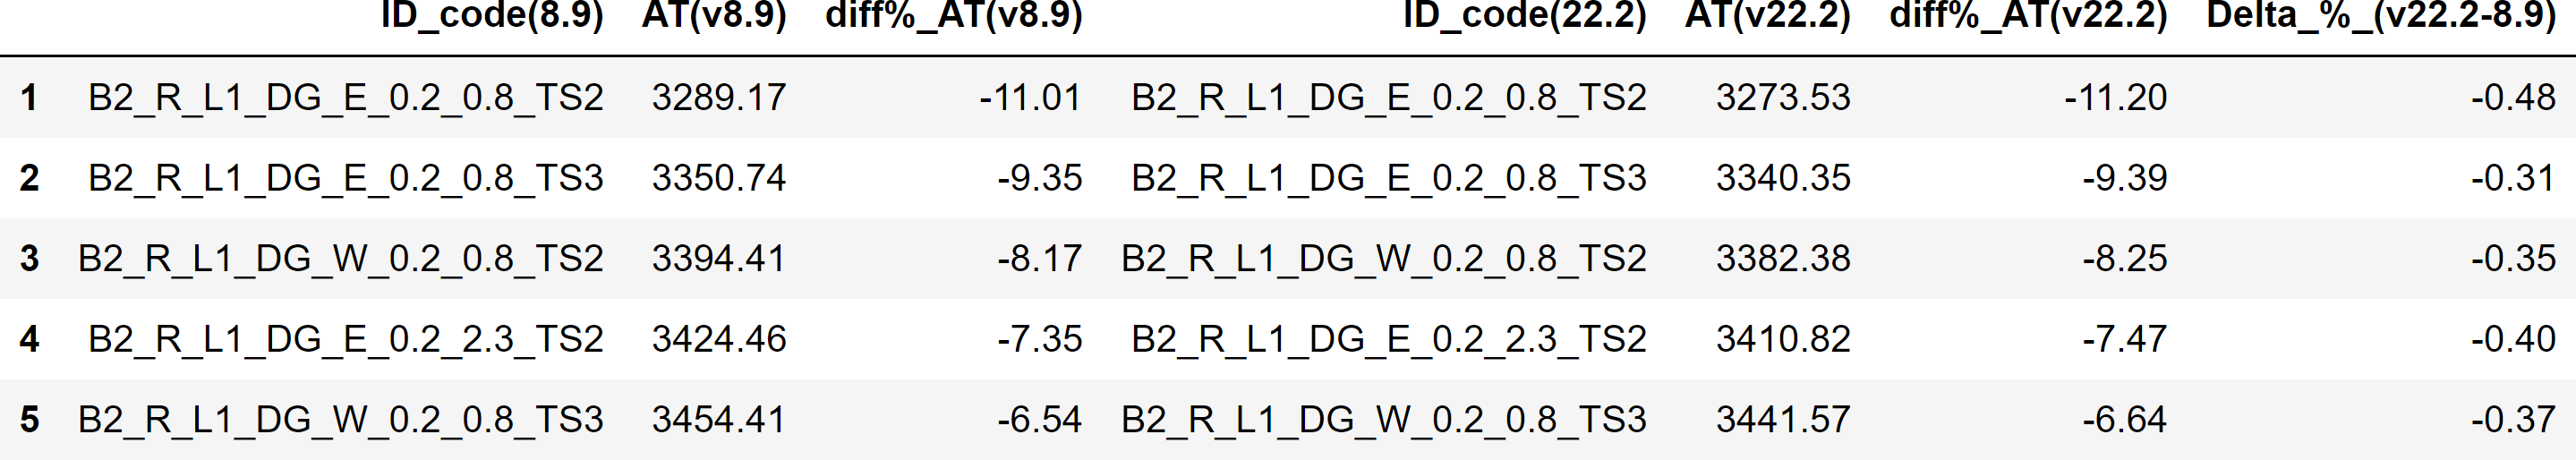 ID_code(8.9) AT(v8.9) diff%_AT(v8.9) ID_code(22.2) AT(v22.2) diff%_AT(v22.2) Delta_%_(v22.2-8.9)
1 B2_R_L1_DG_E_0.2_0.8_TS2 3289.17 -11.01 B2_R_L1_DG_E_0.2_0.8_TS2 3273.53 -11.20 -0.48
2 B2_R_L1_DG_E_0.2_0.8_TS3 3350.74 -9.35 B2_R_L1_DG_E_0.2_0.8_TS3 3340.35 -9.39 -0.31
3 B2_R_L1_DG_W_0.2_0.8_TS2 3394.41 -8.17 B2_R_L1_DG_W_0.2_0.8_TS2 3382.38 -8.25 -0.35
4 B2_R_L1_DG_E_0.2_2.3_TS2 3424.46 -7.35 B2_R_L1_DG_E_0.2_2.3_TS2 3410.82 -7.47 -0.40
5 B2_R_L1_DG_W_0.2_0.8_TS3 3454.41 -6.54 B2_R_L1_DG_W_0.2_0.8_TS3 3441.57 -6.64 -0.37